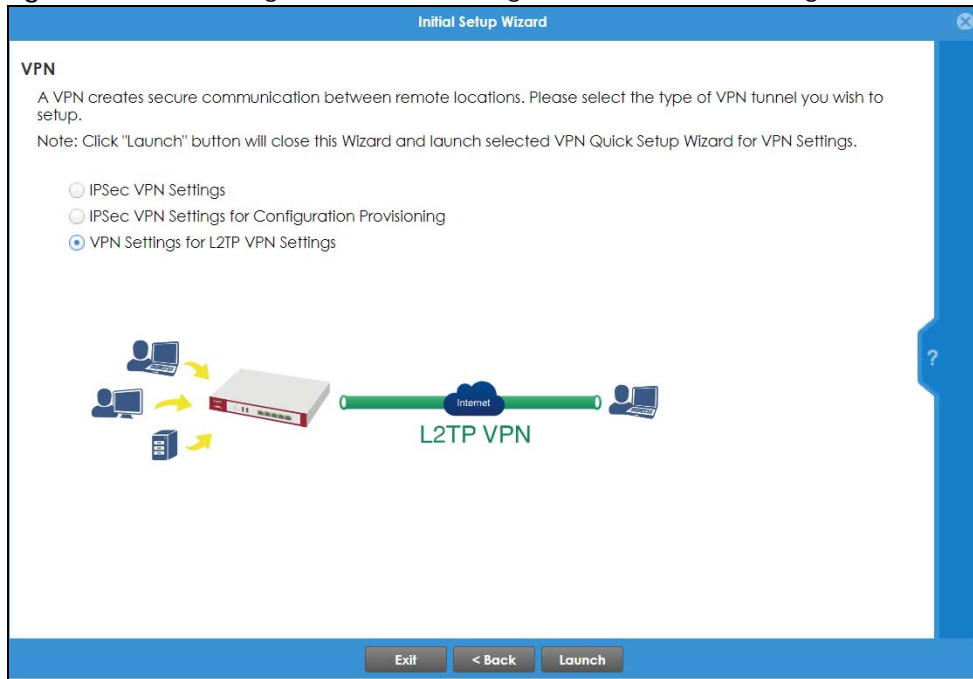 Initial Setup Wizard
VPN
A VPN creates secure communication between remote locations. Please select the type of VPN tunnel you wish to
setup.
Note: Click "Launch" button will close this Wizard and launch selected VPN Quick Setup Wizard for VPN Settings.
IPSec VPN Settings
IPSec VPN Settings for Configuration Provisioning
VPN Settings for L2TP VPN Settings
?
Internet
L2TP VPN
Exit
< Back
Launch